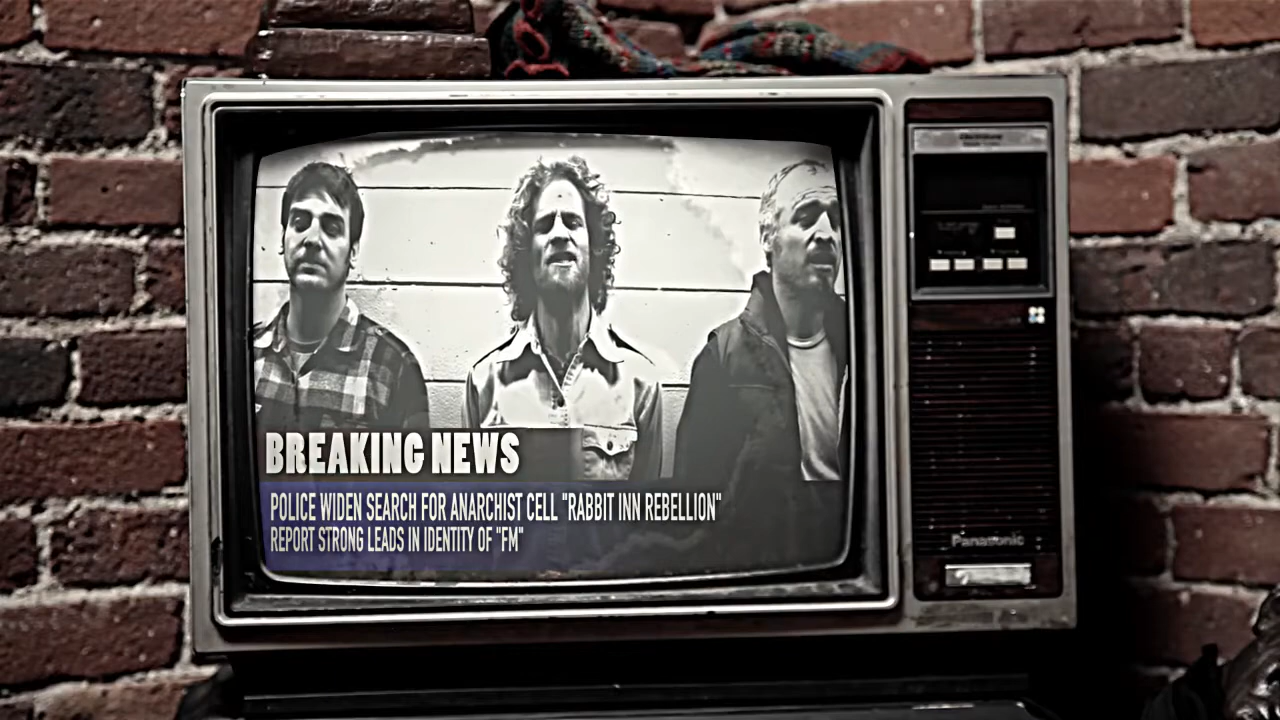 BREAKING NEWS
POLICE WIDEN SEARCH FOR ANARCHIST CELL "RABBIT INN REBELLION"
REPORT STRONG LEADS IN IDENTITY OF "FM"
Panasonic